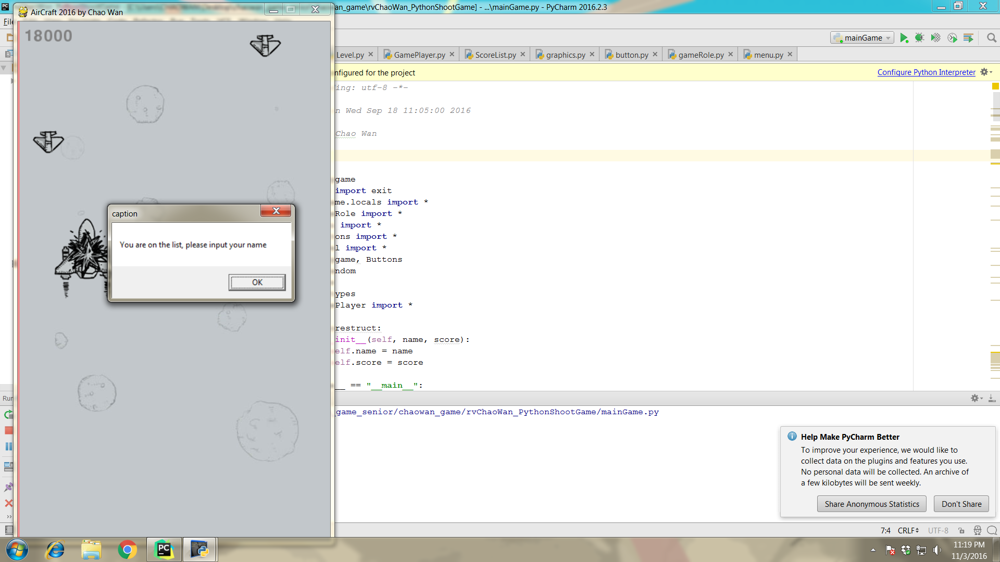 AirCraft 2016 by Chao Wan
an_game\rvChaoWan_PythonShootGame] - ...\mainGame.py - PyCharm 2016.2.3
File
18000
mainGame
Level.py
GamePlayer.py
ScoreList.py
graphics.py
button.py
gameRole.py
menu.py
nfigured for the project
Configure Python Interpreter
ing: utf-8 -*-
n Wed Sep 18 11:05:00 2016
Chao Wan
game
import exit
me.locals import *
Role import *
import *
ons import *
l import *
game, Buttons
ndom
ypes
Player import *
restruct:
init__(self, name, score):
elf.name = name
elf.score = score
__ == "__main__":
caption
You are on the list, please input your name
OK
Run
_game_senior/chaowan_game/rvChaoWan_PythonShootGame/mainGame.py
Help Make PyCharm Better
To improve your experience, we would like to
collect data on the plugins and features you use.
No personal data will be collected. An archive of
a few kilobytes will be sent weekly.
Share Anonymous Statistics
Don't Share
7:4 CRLF UTF-8
PC
11:19 PM
11/3/2016